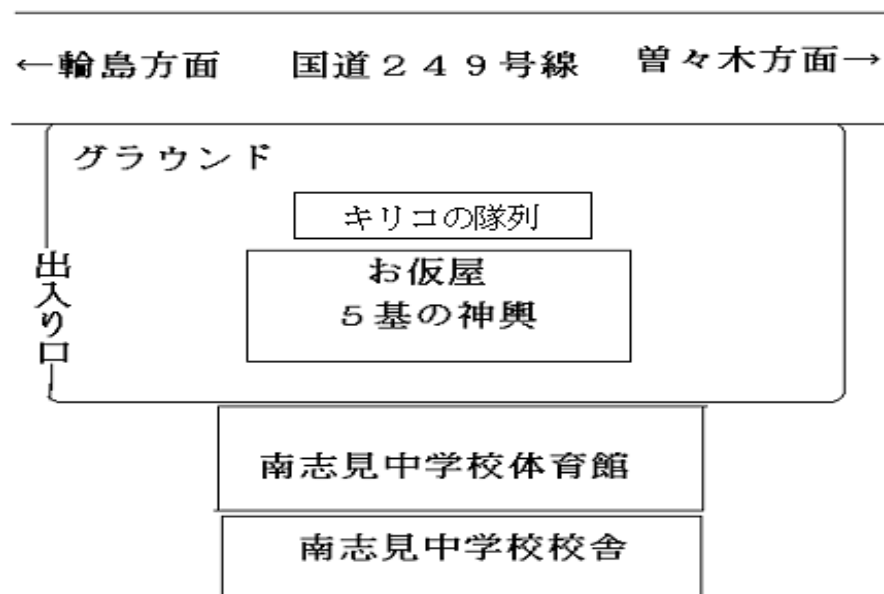 ←輪島方面　国道２４９号線　曽々木方面→
グラウンド
キリコの隊列
お仮屋
５基の神輿
出入り口
南志見中学校体育館
南志見中学校校舎